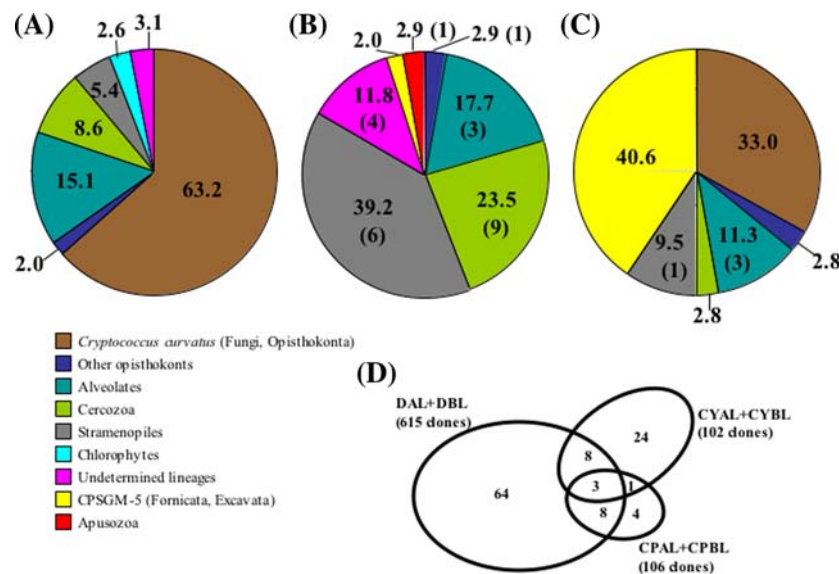 (A)
2.6
3.1
5.4
8.6
15.1
2.0
63.2
(B)
2.0
2.9 (1)
2.9 (1)
11.8
(4)
17.7
(3)
39.2
(6)
23.5
(9)
(C)
40.6
33.0
9.5
(1)
11.3
(3)
2.8
2.8
Cryptococcus curvatus (Fungi, Opisthokonta)
Other opisthokonts
Alveolates
Cercozoa
Stramenopiles
Chlorophytes
Undetermined lineages
CPSGM-5 (Fornicata, Excavata)
Apusozoa
(D)
DAL+DBL
(615 clones)
CYAL+CYBL
(102 clones)
24
8
64
3
1
8
4
CPAL+CPBL
(106 clones)